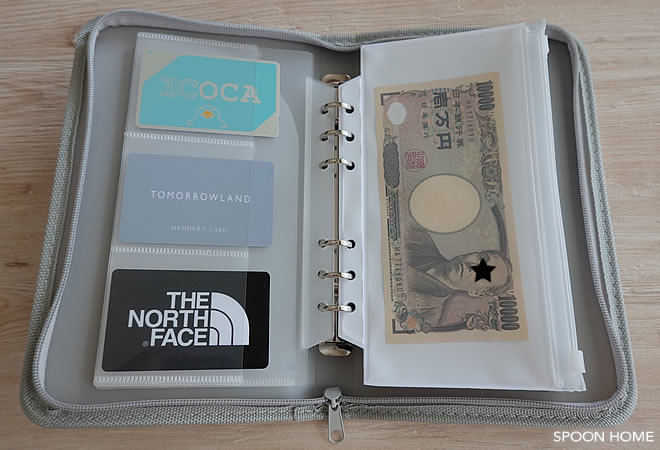 ICOCA
TOMORROWLAND
MEMBER'S CARD
THE
NORTH
FACE
®
10000
日本銀行券
壱万円
10000
SPOON HOME